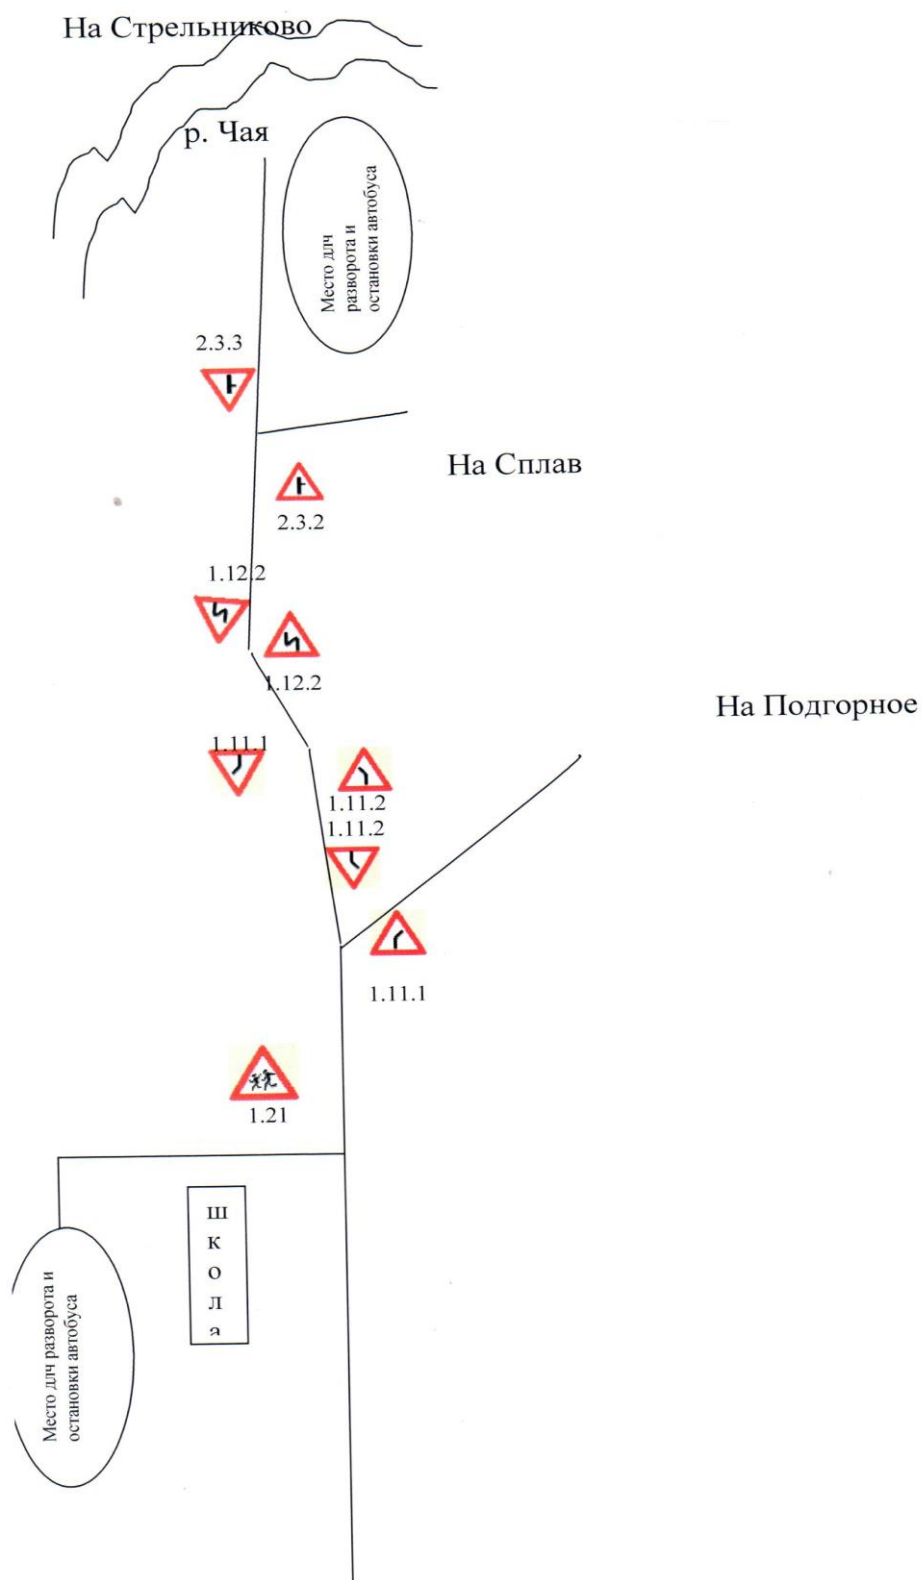 На Стрельниково
р. Чая
Место длч
разворота и
остановки автобуса
2.3.3
На Сплав
2.3.2
1.12.2
1.12.2
На Подгорное
1.11.1
1.11.2
1.11.2
1.11.1
1.21
ш
к
о
л
а
Место длч разворота и
остановки автобуса